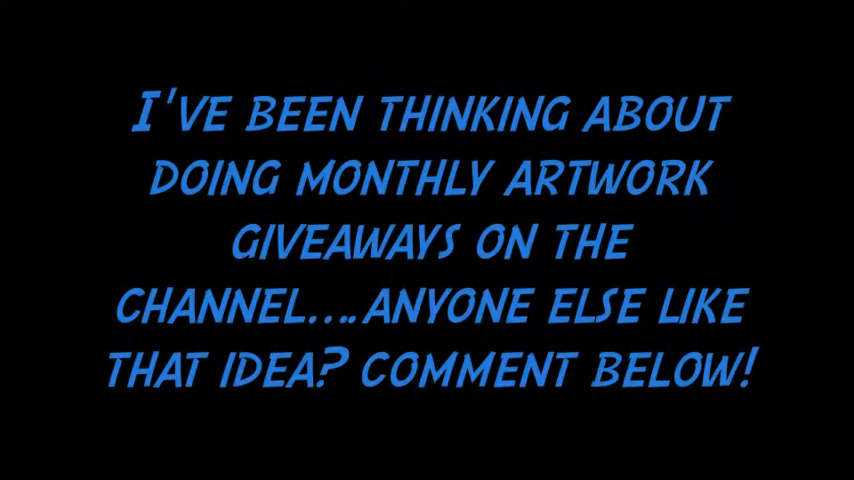 I'VE BEEN THINKING ABOUT
DOING MONTHLY ARTWORK
GIVEAWAYS ON THE
CHANNEL....ANYONE ELSE LIKE
THAT IDEA? COMMENT BELOW!